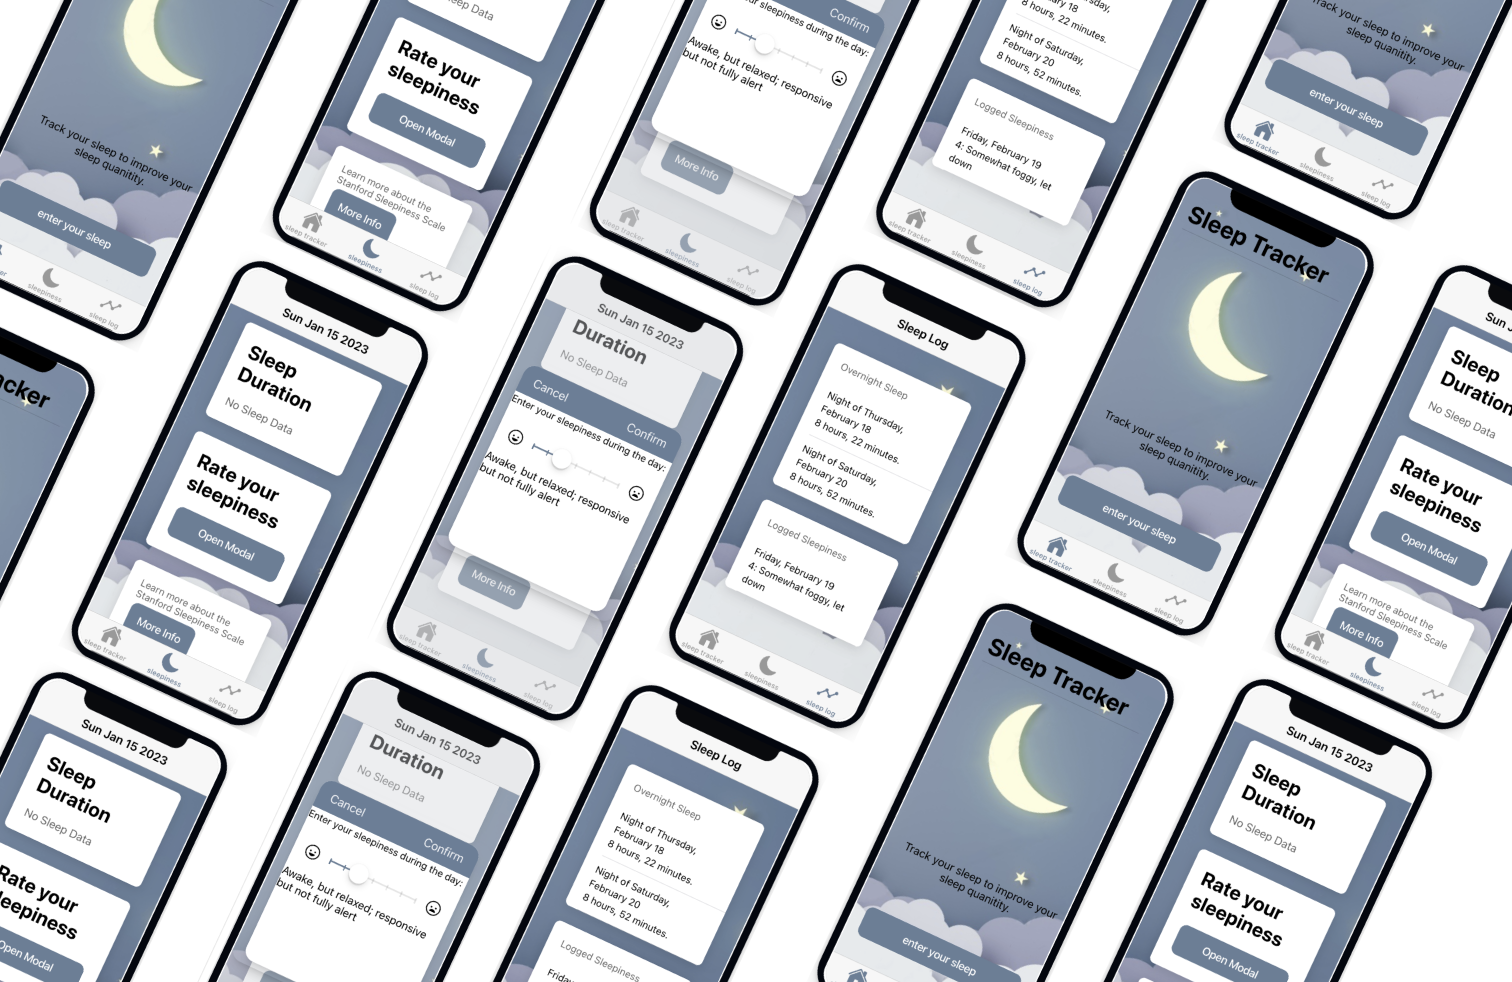 Track your sleep to improve your
sleep quanitity.
enter your sleep
sleepiness
sleep log
ep Data
Rate your
sleepiness
Open Modal
Learn more about the
Stanford Sleepiness Scale
More Info
sleep tracker
sleepiness
sleep log
Confirm
sleepiness during the day:
Awake, but relaxed; responsive
but not fully alert
More Info
sleep tracker
sleepiness
sleep log
8 hours, 22 minutes.
Night of Saturday,
February 20
8 hours, 52 minutes.
Logged Sleepiness
Friday, February 19
4: Somewhat foggy, let
down
sleep tracker
sleepiness
sleep log
Track your sleep to improve your
sleep quanitity.
enter your sleep
sleep tracker
sleepiness
sleep log
acker
Sun Jan 15 2023
Sleep
Duration
No Sleep Data
Rate your
sleepiness
Open Modal
Learn more about the
Stanford Sleepiness Scale
More Info
sleep tracker
sleepiness
sleep log
Sun Jan 15 2023
Duration
No Sleep Data
Cancel
Confirm
Enter your sleepiness during the day:
Awake, but relaxed; responsive
but not fully alert
More Info
sleep tracker
sleepiness
sleep log
Sleep Log
Overnight Sleep
Night of Thursday,
February 18
8 hours, 22 minutes.
Night of Saturday,
February 20
8 hours, 52 minutes.
Logged Sleepiness
Friday, February 19
4: Somewhat foggy, let
down
sleep tracker
sleepiness
sleep log
Sleep Tracker
Track your sleep to improve your
sleep quanitity.
enter your sleep
sleep tracker
sleepiness
sleep log
Sun J
Sleep
Duration
No Sleep Data
Rate your
sleepiness
Open Modal
Learn more about the
Stanford Sleepiness Scale
More Info
sleep tracker
sleepiness
sleep log
Sun Jan 15 2023
Sleep
Duration
No Sleep Data
Rate your
leepiness
Open Modal
Sun Jan 15 2023
Duration
No Sleep Data
Cancel
Confirm
Enter your sleepiness during the day:
Awake, but relaxed; responsive
but not fully alert
Sleep Log
Overnight Sleep
Night of Thursday,
February 18
8 hours, 22 minutes.
Night of Saturday,
February 20
8 hours, 52 minutes.
Logged Sleepiness
Frida
Sleep Tracker
Track your sleep to improve your
sleep quanitity.
enter your sleep
Sun Jan 15 2023
Sleep
Duration
No Sleep Data
Rate your
sleepiness
Open Modal